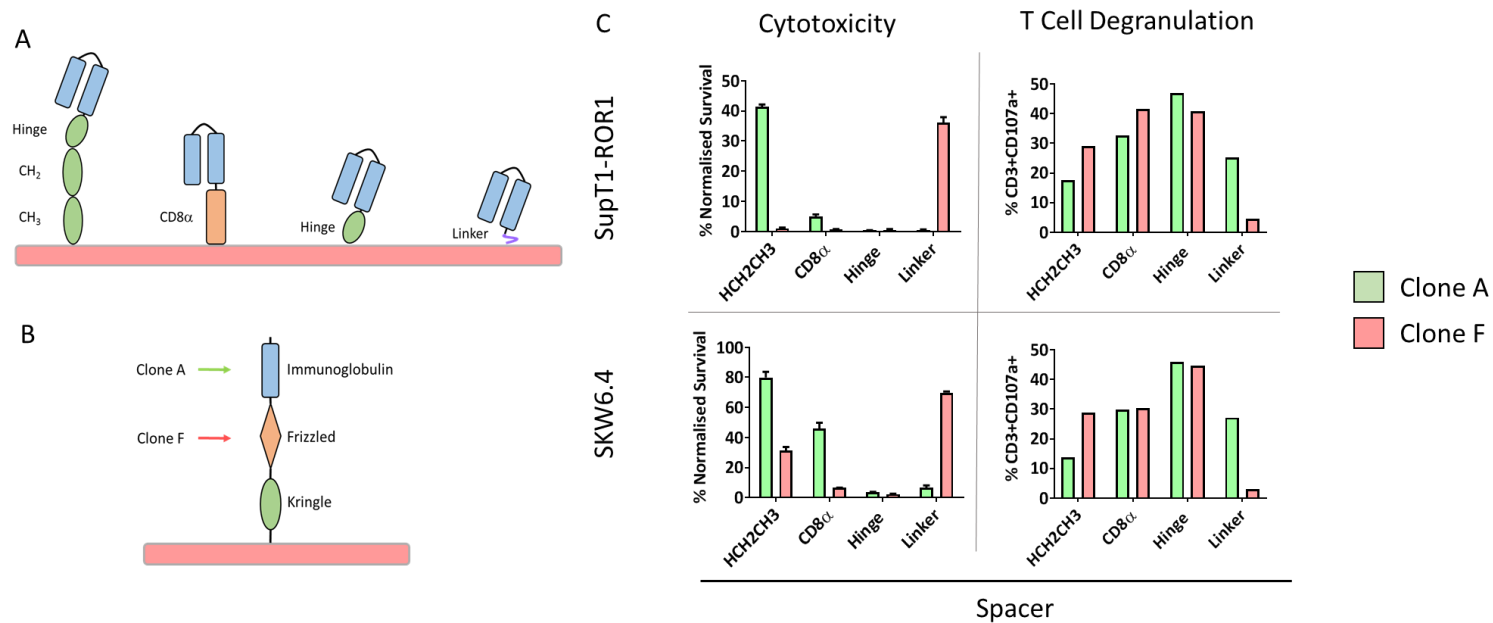 A
Hinge
CH2
CH3
CD8α
Hinge
Linker
B
Clone A
Immunoglobulin
Clone F
Frizzled
Kringle
C
Cytotoxicity
T Cell Degranulation
SupT1-ROR1
% Normalised Survival
50
40
30
20
10
0
HCH2CH3
CD8α
Hinge
Linker
% CD3+CD107a+
50
40
30
20
10
0
HCH2CH3
CD8α
Hinge
Linker
SKW6.4
% Normalised Survival
100
80
60
40
20
0
HCH2CH3
CD8α
Hinge
Linker
% CD3+CD107a+
50
40
30
20
10
0
HCH2CH3
CD8α
Hinge
Linker
Spacer
Clone A
Clone F